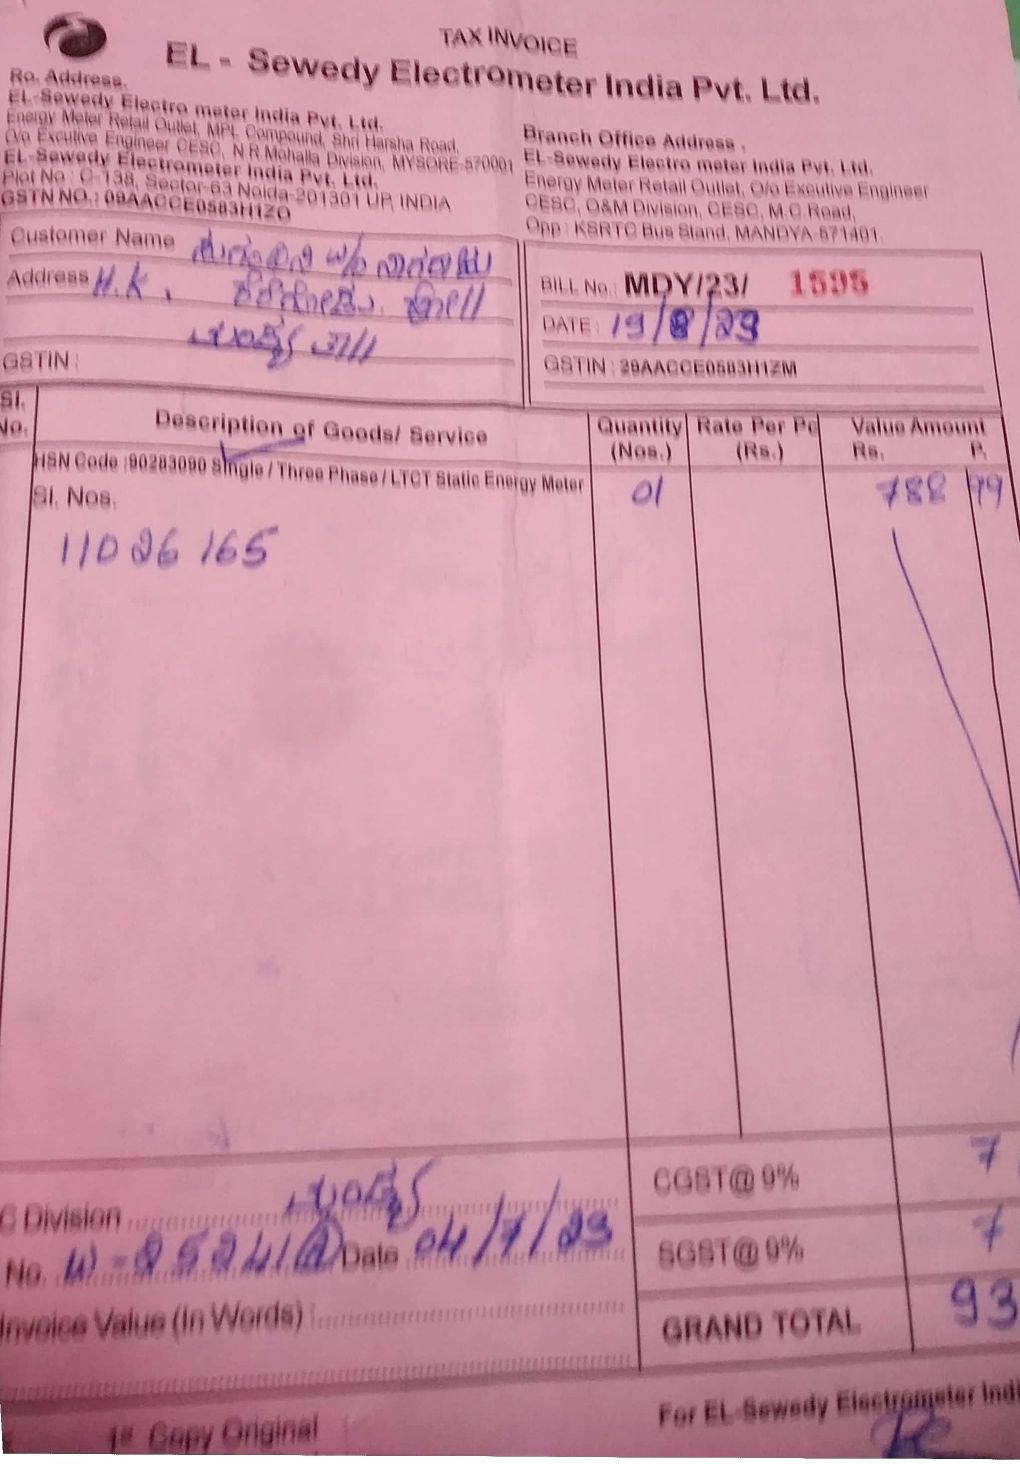 TAX INVOICE
EL - Sewedy Electrometer India Pvt. Ltd.
Ro. Address.
EL-Sewedy Electro meter India Pvt. Ltd.
Energy Meter Retail Outlet, MPL Compound, Shri Harsha Road,
O/o Excutive Engineer CESC, N R Mohalla Division, MYSORE-570001
EL-Sewedy Electrometer India Pvt. Ltd.
Plot No : C-138, Sector-63 Noida-201301 UP, INDIA
GSTN NO.: 09AACCE0583H1ZO
Branch Office Address ,
EL-Sewedy Electro meter India Pvt. Ltd.
Energy Meter Retail Outlet, O/o Excutive Engineer
CESC, O&M Division, CESC, M.C Road,
Opp : KSRTC Bus Stand, MANDYA-571401.
Customer Name w/o
Address H.K,
GSTIN :
BILL No.: MDY/23/ 1595
DATE : 19/8/23
GSTIN : 29AACCE0583H1ZM
Sl. No. Description of Goods/ Service Quantity (Nos.) Rate Per Pc (Rs.) Value Amount Rs. P.
HSN Code :90283090 Single / Three Phase / LTCT Static Energy Meter 01 788 99
Sl. Nos.
11026165
C Division ಮಂಡ್ಯ
No. Date 04/7/23
Invoice Value (In Words)
CGST@ 9% 7
SGST@ 9% 7
GRAND TOTAL 93
For EL-Sewedy Electrometer Indi
1st Copy Original